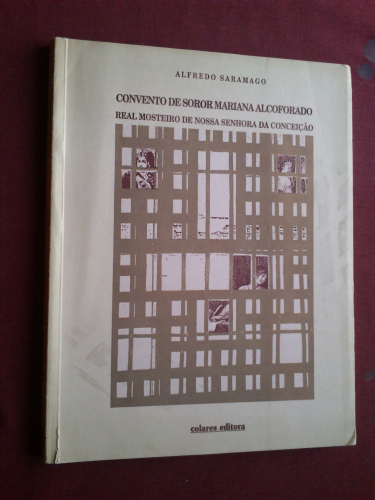 ALFREDO SARAMAGO
CONVENTO DE SOROR MARIANA ALCOFORADO
REAL MOSTEIRO DE NOSSA SENHORA DA CONCEIÇÃO
colares editora